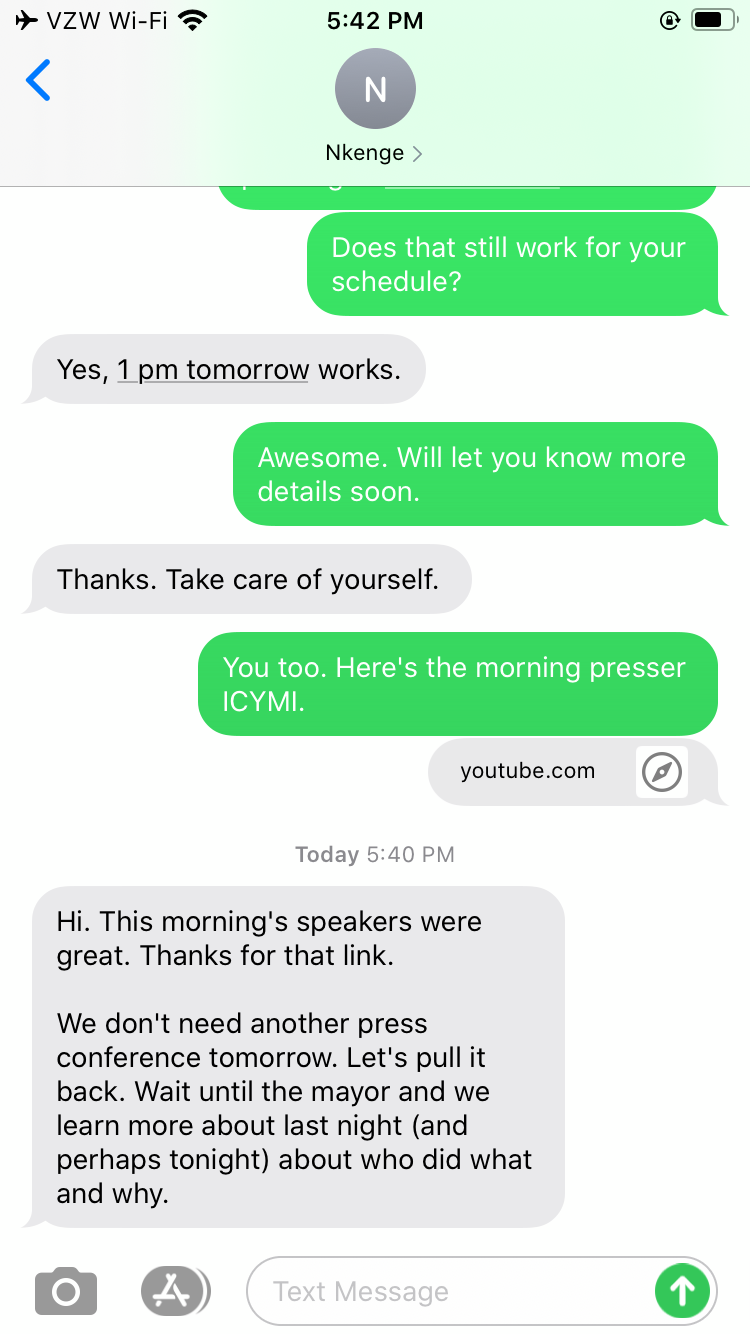 VZW Wi-Fi
5:42 PM
N
Nkenge
Does that still work for your
schedule?
Yes, 1 pm tomorrow works.
Awesome. Will let you know more
details soon.
Thanks. Take care of yourself.
You too. Here's the morning presser
ICYMI.
youtube.com
Today 5:40 PM
Hi. This morning's speakers were
great. Thanks for that link.
We don't need another press
conference tomorrow. Let's pull it
back. Wait until the mayor and we
learn more about last night (and
perhaps tonight) about who did what
and why.
Text Message